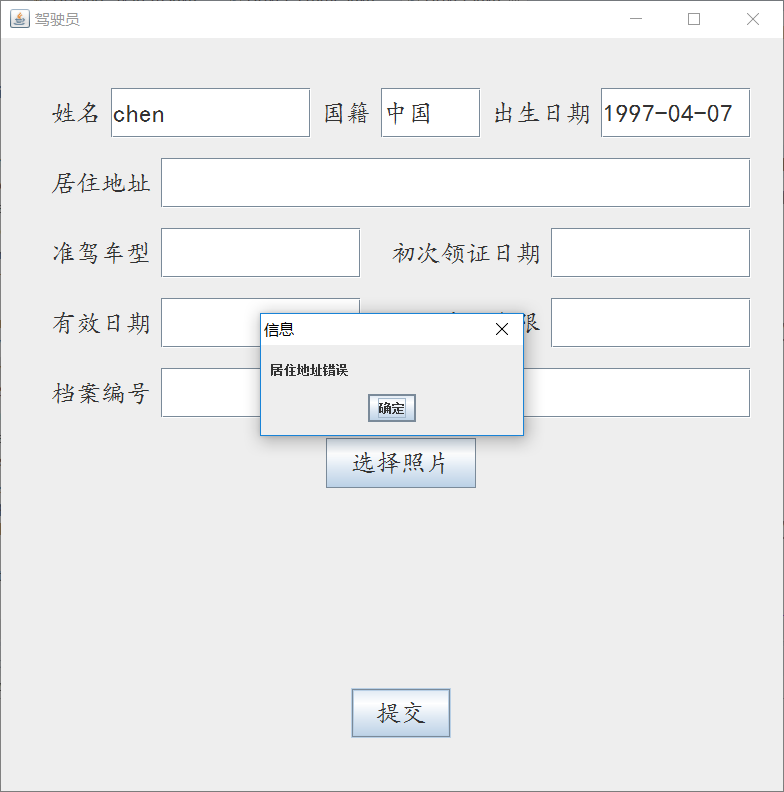 驾驶员
姓名 chen 国籍 中国 出生日期 1997-04-07
居住地址
准驾车型 初次领证日期
有效日期 限
信息
居住地址错误
确定
档案编号
选择照片
提交